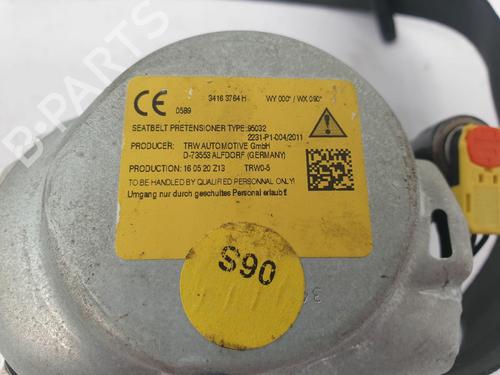 B-PARTS
CE 0589
3416 3764 H WY 000° / WX 090°
SEATBELT PRETENSIONER TYPE: 95032
2231-P1-004/2011
PRODUCER: TRW AUTOMOTIVE GmbH
D-73553 ALFDORF (GERMANY)
PRODUCTION: 16 05 20 Z13 TRW0-5
TO BE HANDLED BY QUALIFIED PERSONNAL ONLY!
Umgang nur durch geschultes Personal erlaubt!
S90